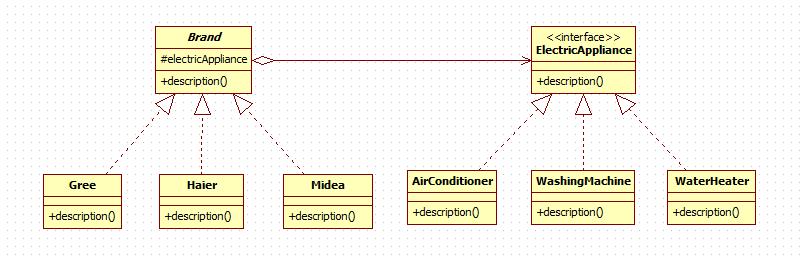 Brand
#electricAppliance
+description()
<<interface>>
ElectricAppliance
+description()
Gree
+description()
Haier
+description()
Midea
+description()
AirConditioner
+description()
WashingMachine
+description()
WaterHeater
+description()